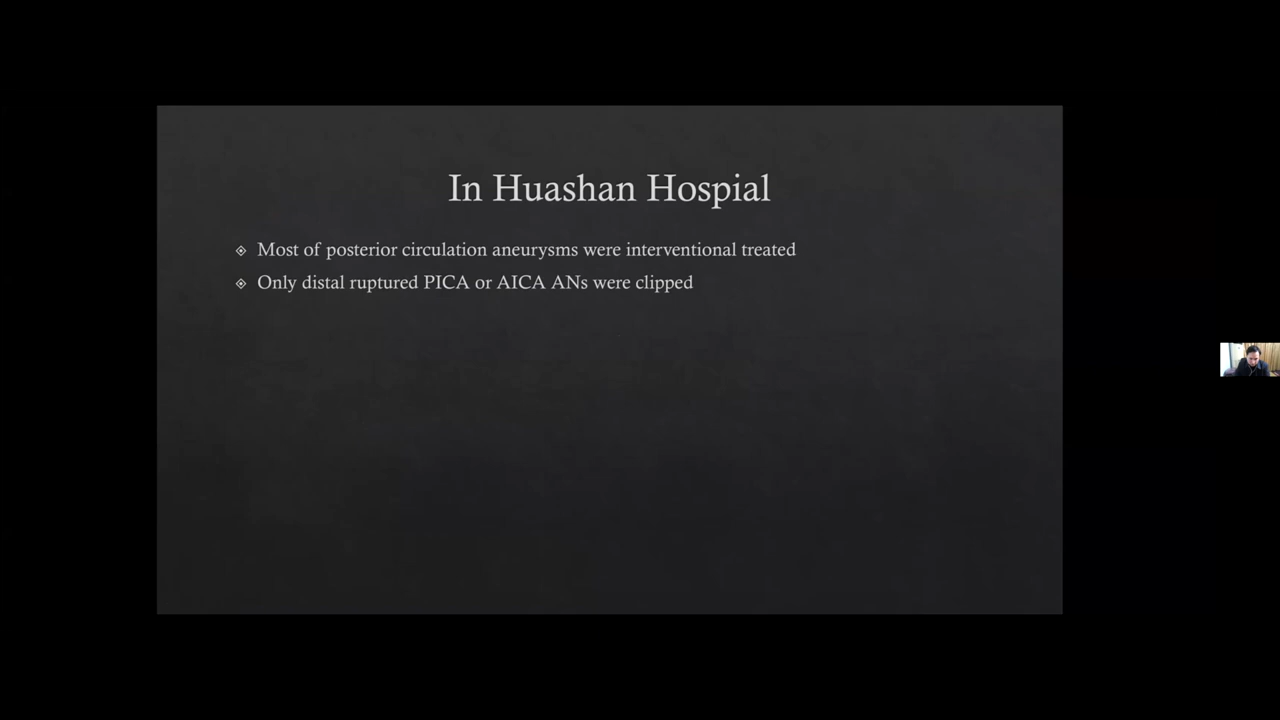 In Huashan Hospial
Most of posterior circulation aneurysms were interventional treated
Only distal ruptured PICA or AICA ANs were clipped